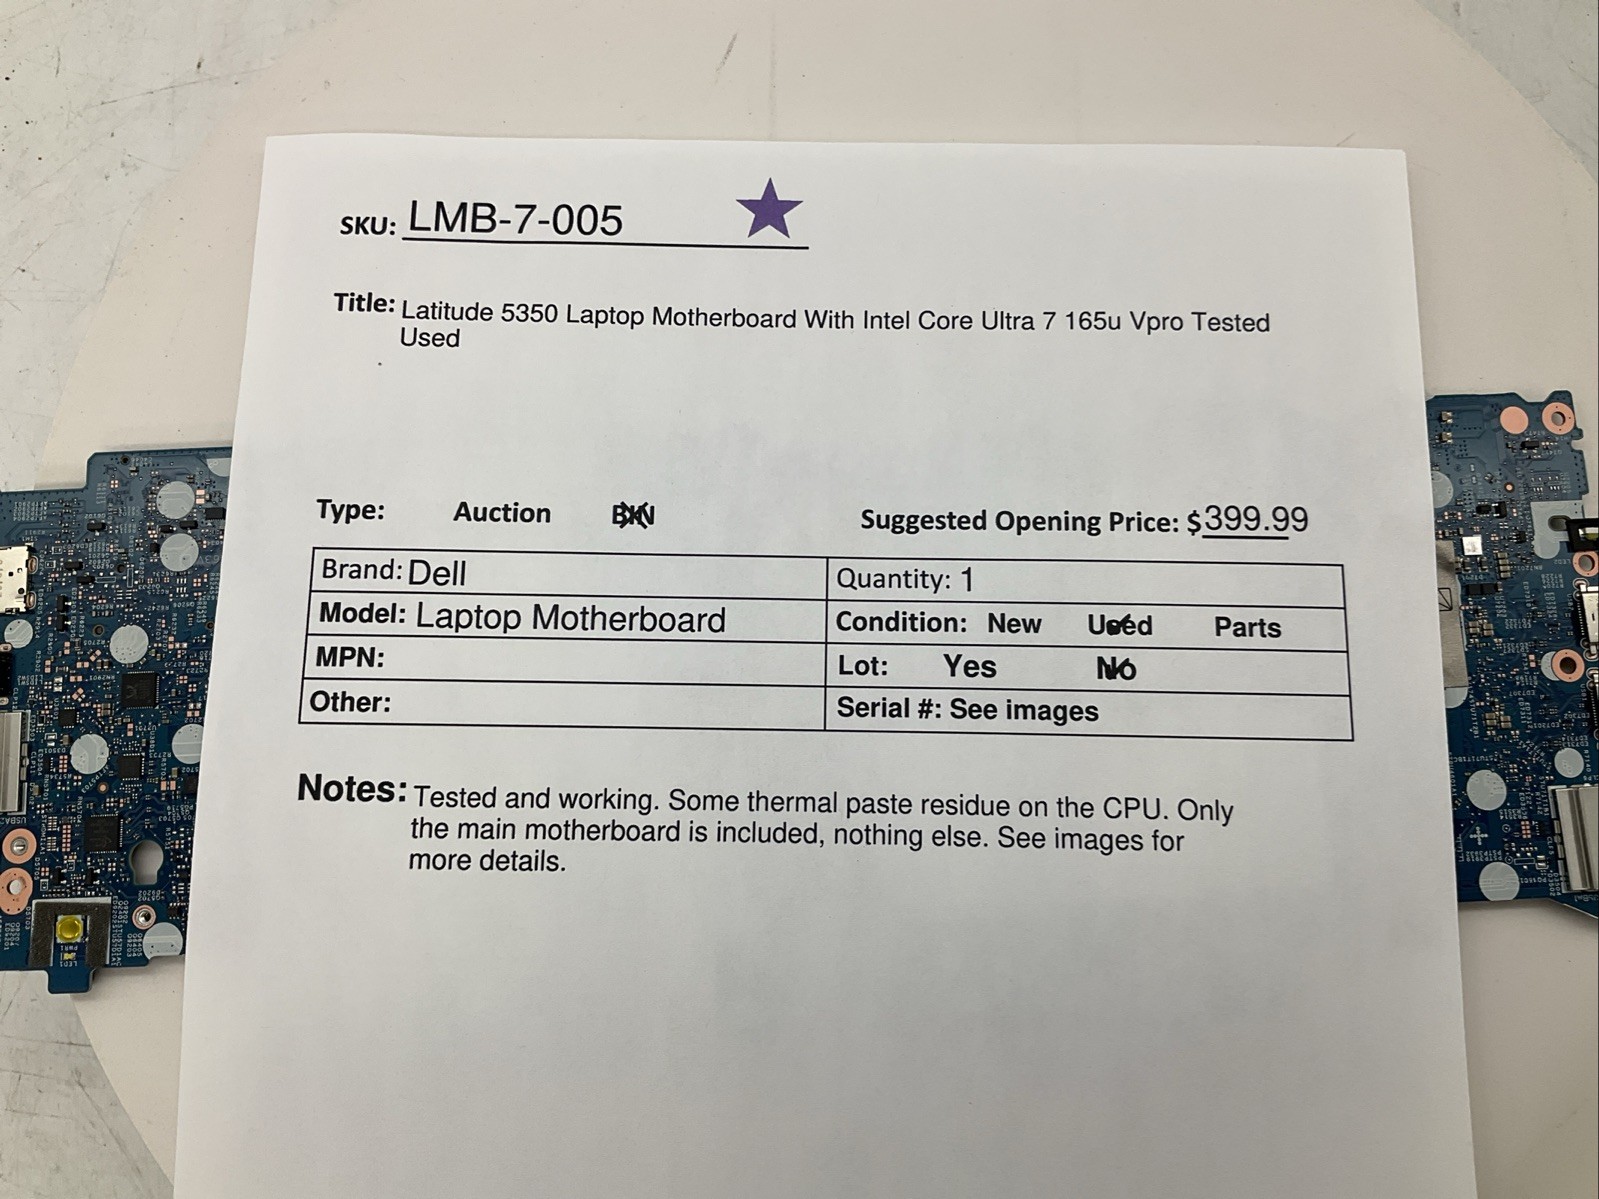 SKU: LMB-7-005
Title: Latitude 5350 Laptop Motherboard With Intel Core Ultra 7 165u Vpro Tested
Used
Type: Auction BIN Suggested Opening Price: $399.99
Brand: Dell Quantity: 1
Model: Laptop Motherboard Condition: New Used Parts
MPN: Lot: Yes No
Other: Serial #: See images
Notes: Tested and working. Some thermal paste residue on the CPU. Only
the main motherboard is included, nothing else. See images for
more details.
PWR1
LED1